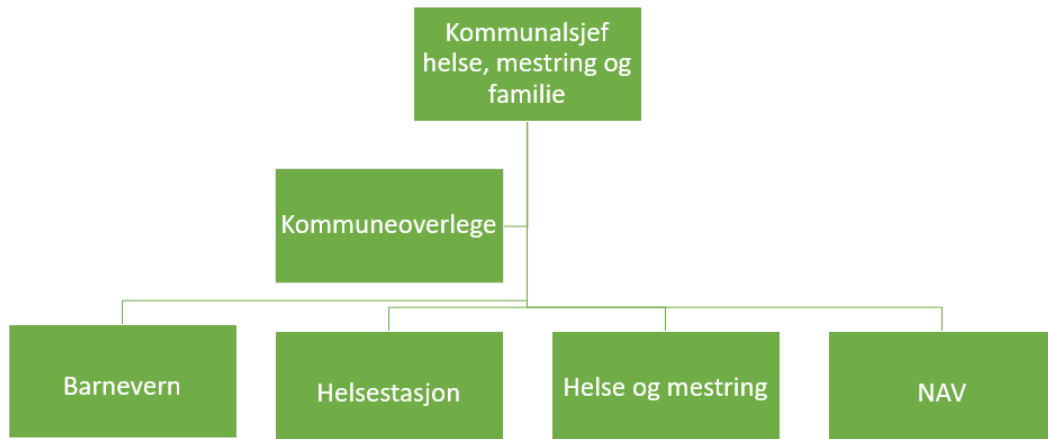 Kommunalsjef
helse, mestring og
familie
Kommuneoverlege
Barnevern
Helsestasjon
Helse og mestring
NAV